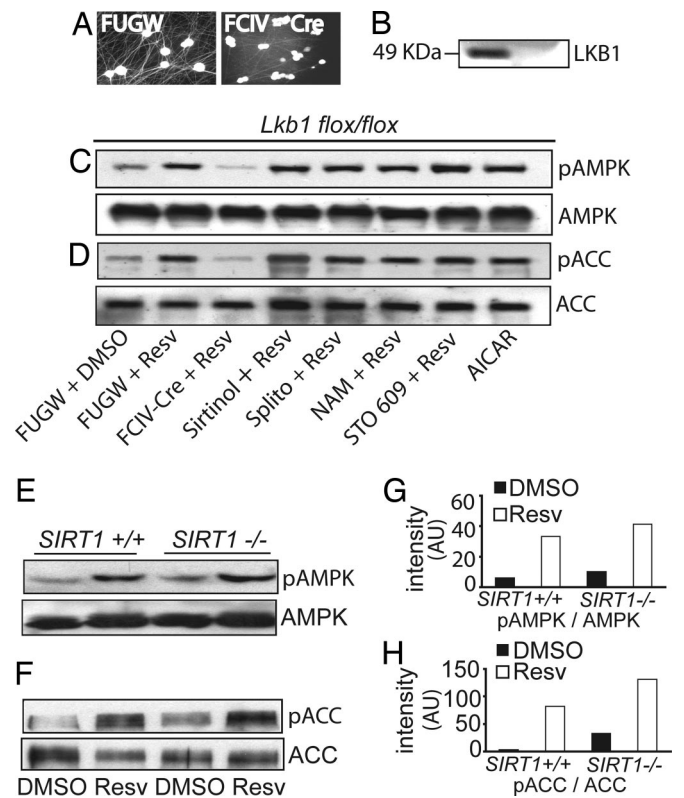 A FUGW FCIV Cre B
49 KDa LKB1
Lkb1 flox/flox
C pAMPK
AMPK
D pACC
ACC
FUGW + DMSO
FUGW + Resv
FCIV-Cre + Resv
Sirtinol + Resv
Splito + Resv
NAM + Resv
STO 609 + Resv
AICAR
E
SIRT1 +/+ SIRT1 -/-
pAMPK
AMPK
F
pACC
ACC
DMSO Resv DMSO Resv
G
DMSO
Resv
intensity
(AU)
60
40
20
0
SIRT1+/+ SIRT1-/-
pAMPK / AMPK
H
DMSO
Resv
intensity
(AU)
150
100
50
0
SIRT1+/+ SIRT1-/-
pACC / ACC